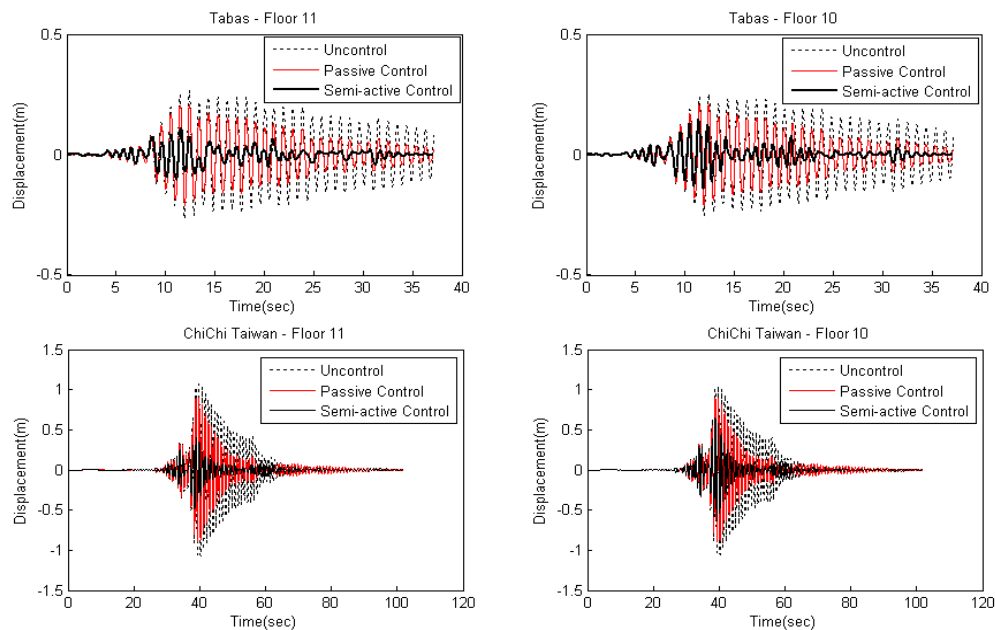 Tabas - Floor 11
0.5
0
-0.5
Displacement(m)
Uncontrol
Passive Control
Semi-active Control
0 5 10 15 20 25 30 35 40
Time(sec)
Tabas - Floor 10
0.5
0
-0.5
Displacement(m)
Uncontrol
Passive Control
Semi-active Control
0 5 10 15 20 25 30 35 40
Time(sec)
ChiChi Taiwan - Floor 11
1.5
1
0.5
0
-0.5
-1
-1.5
Displacement(m)
Uncontrol
Passive Control
Semi-active Control
0 20 40 60 80 100 120
Time(sec)
ChiChi Taiwan - Floor 10
1.5
1
0.5
0
-0.5
-1
-1.5
Displacement(m)
Uncontrol
Passive Control
Semi-active Control
0 20 40 60 80 100 120
Time(sec)